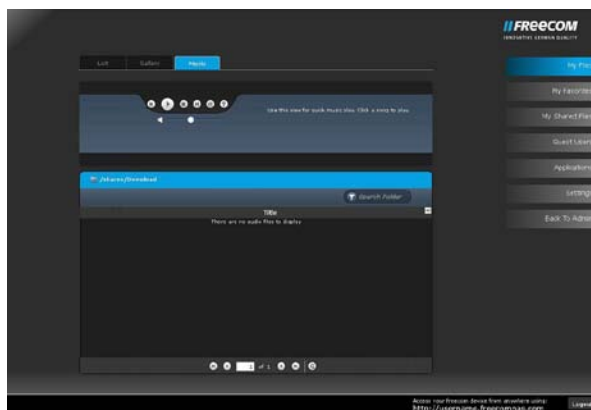 FREECOM
INNOVATIVE GERMAN QUALITY
List Gallery Music
My Files
My Favorites
Use this view for quick music play. Click a song to play.
My Shared Files
Guest Users
Applications
/shares/Download
Search Folder
Settings
Title
There are no audio files to display
Back To Admin
1 of 1
Access your Freecom device from anywhere using:
http://username.freecomnas.com
Logout